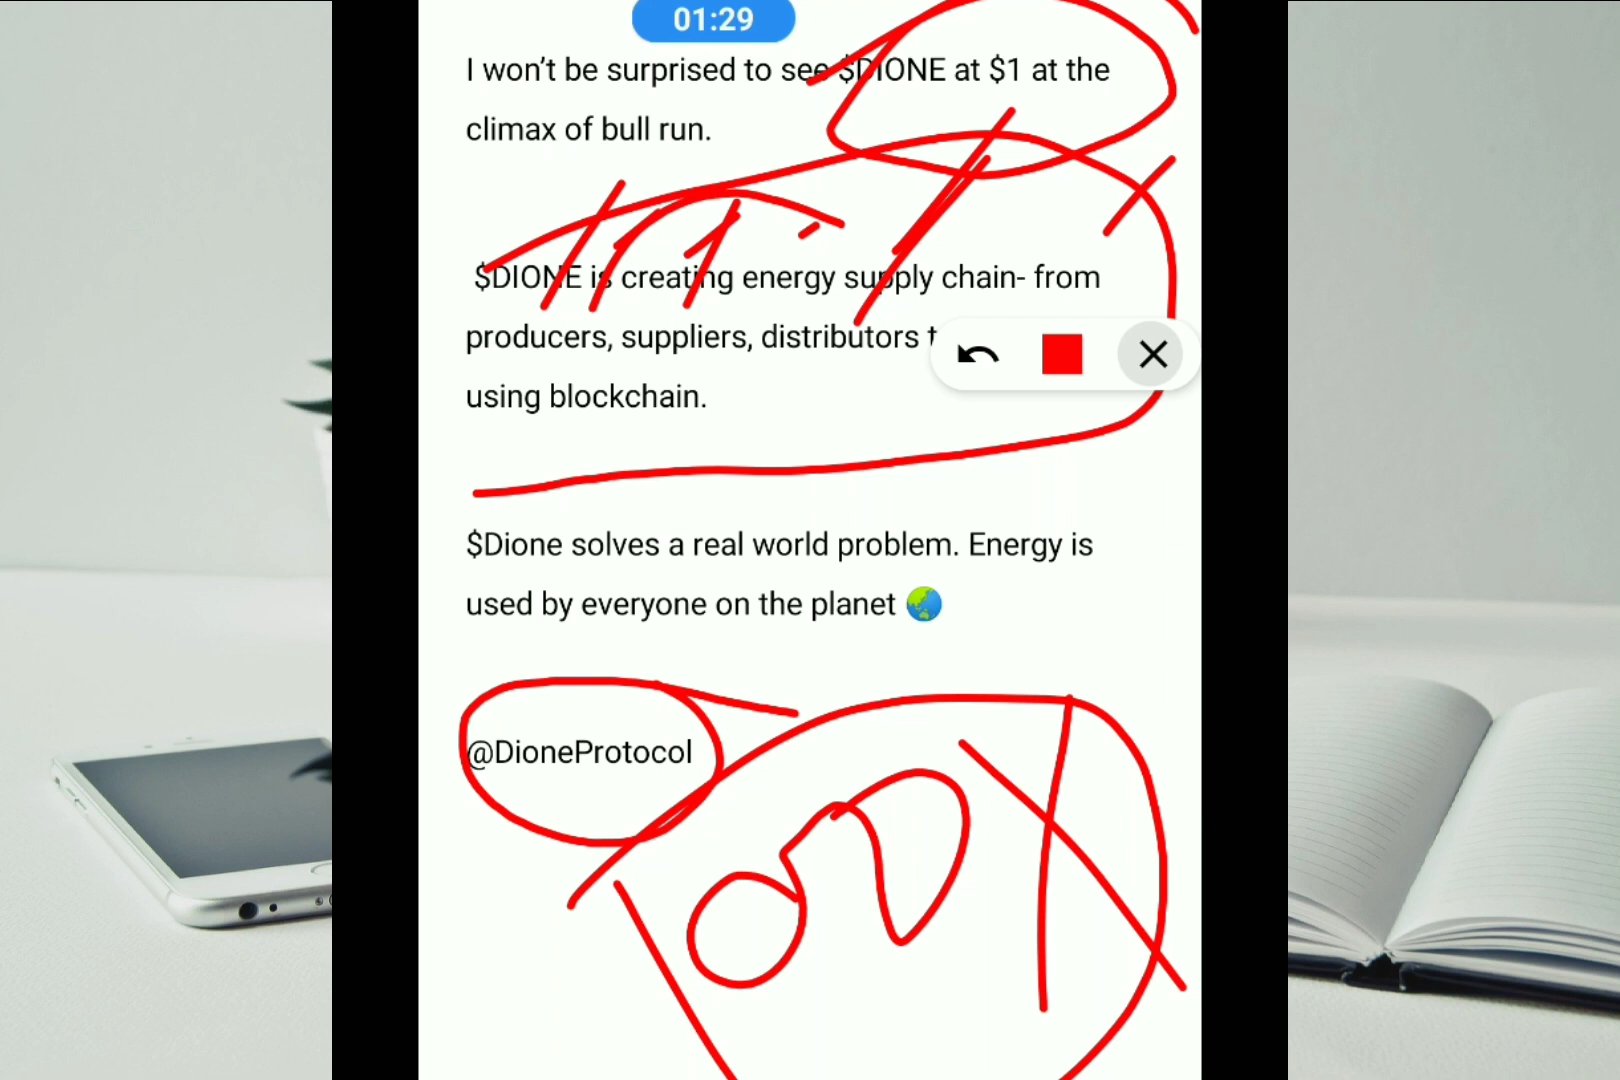 01:29
I won’t be surprised to see $DIONE at $1 at the
climax of bull run.
$DIONE is creating energy supply chain- from
producers, suppliers, distributors
using blockchain.
$Dione solves a real world problem. Energy is
used by everyone on the planet 🌏
@DioneProtocol